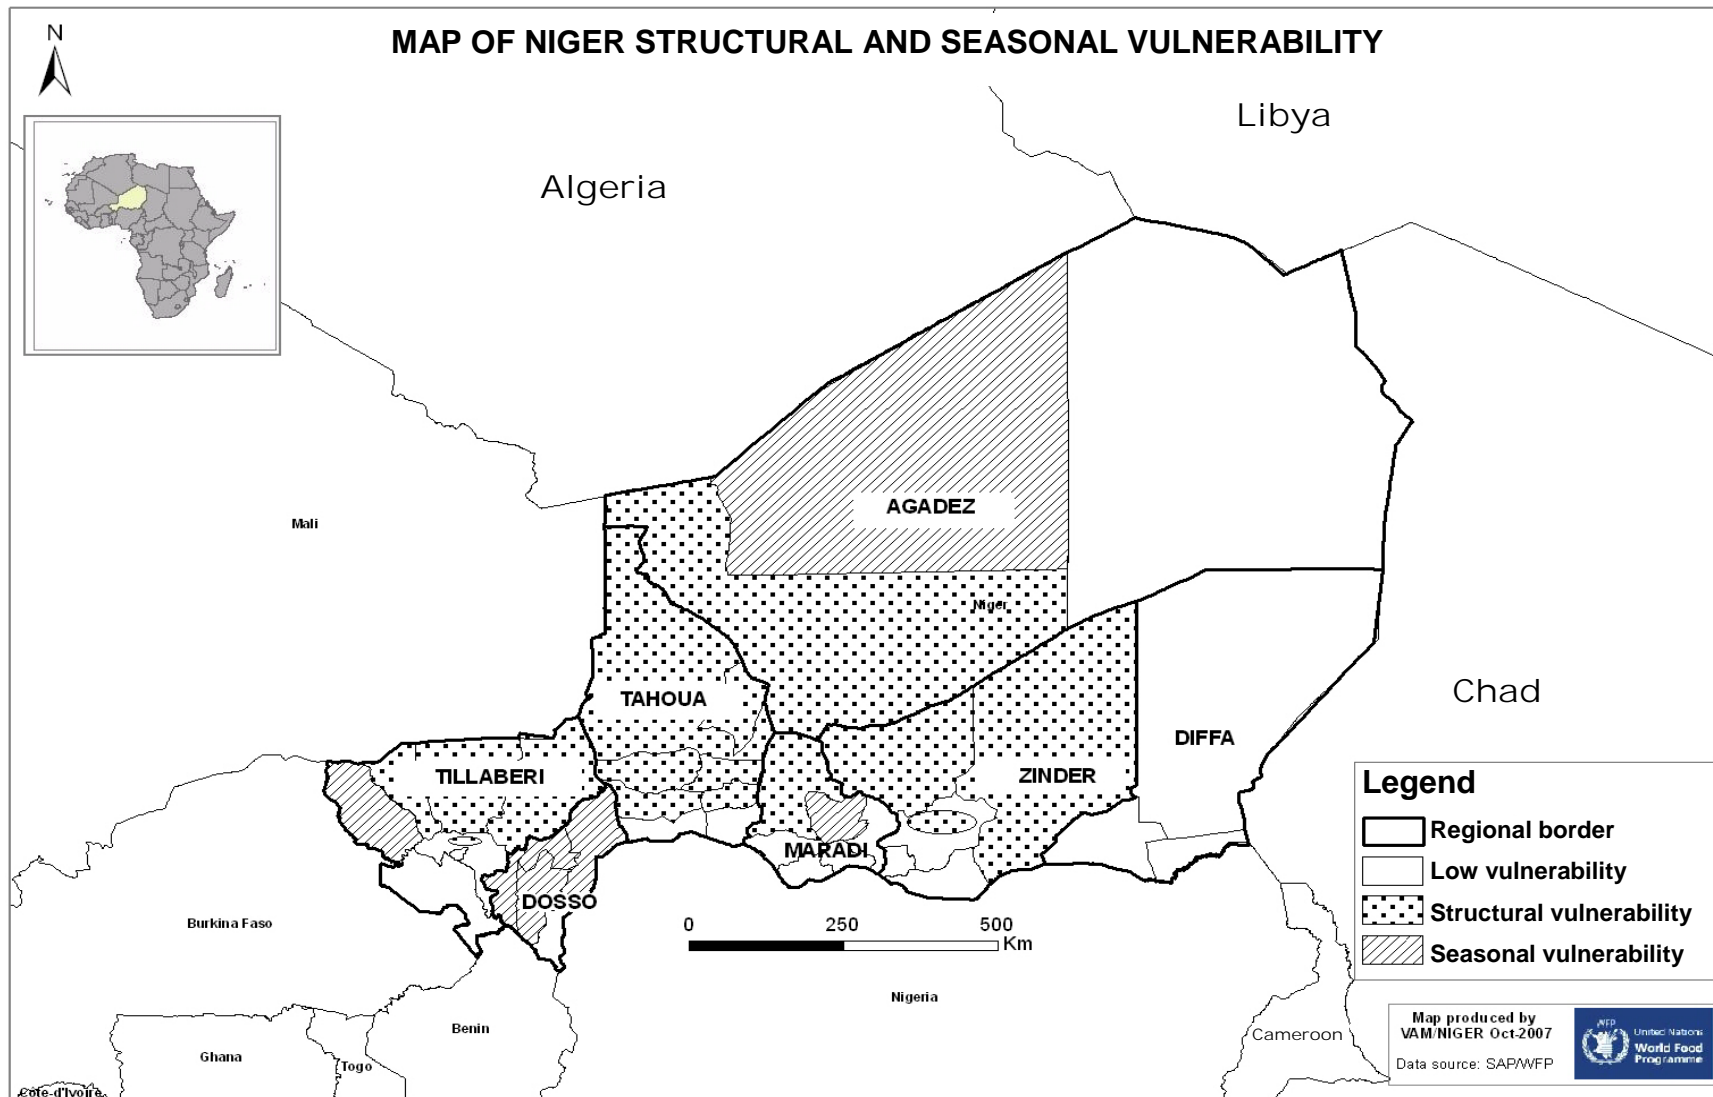 MAP OF NIGER STRUCTURAL AND SEASONAL VULNERABILITY
N
Libya
Algeria
AGADEZ
Mali
Niger
TAHOUA
Chad
DIFFA
TILLABERI
ZINDER
MARADI
DOSSO
Burkina Faso
0 250 500
Km
Nigeria
Benin
Ghana
Togo
Cote-d'Ivoire
Cameroon
Legend
Regional border
Low vulnerability
Structural vulnerability
Seasonal vulnerability
Map produced by
VAM/NIGER Oct-2007
Data source: SAP/WFP
WFP
United Nations
World Food
Programme